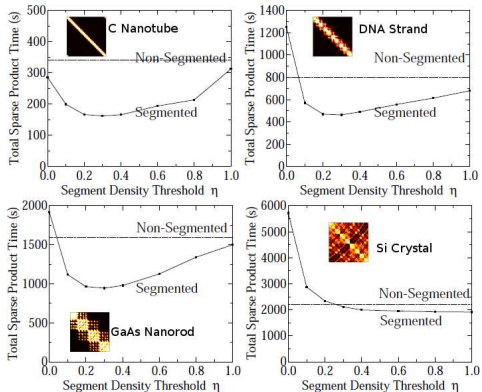 500
400
300
200
100
0
0.0 0.2 0.4 0.6 0.8 1.0
Total Sparse Product Time (s)
Segment Density Threshold η
C Nanotube
Non-Segmented
Segmented
1400
1200
1000
800
600
400
200
0
0.0 0.2 0.4 0.6 0.8 1.0
Total Sparse Product Time (s)
Segment Density Threshold η
DNA Strand
Non-Segmented
Segmented
2000
1500
1000
500
0
0.0 0.2 0.4 0.6 0.8 1.0
Total Sparse Product Time (s)
Segment Density Threshold η
Non-Segmented
Segmented
GaAs Nanorod
6000
5000
4000
3000
2000
1000
0
0.0 0.2 0.4 0.6 0.8 1.0
Total Sparse Product Time (s)
Segment Density Threshold η
Si Crystal
Non-Segmented
Segmented